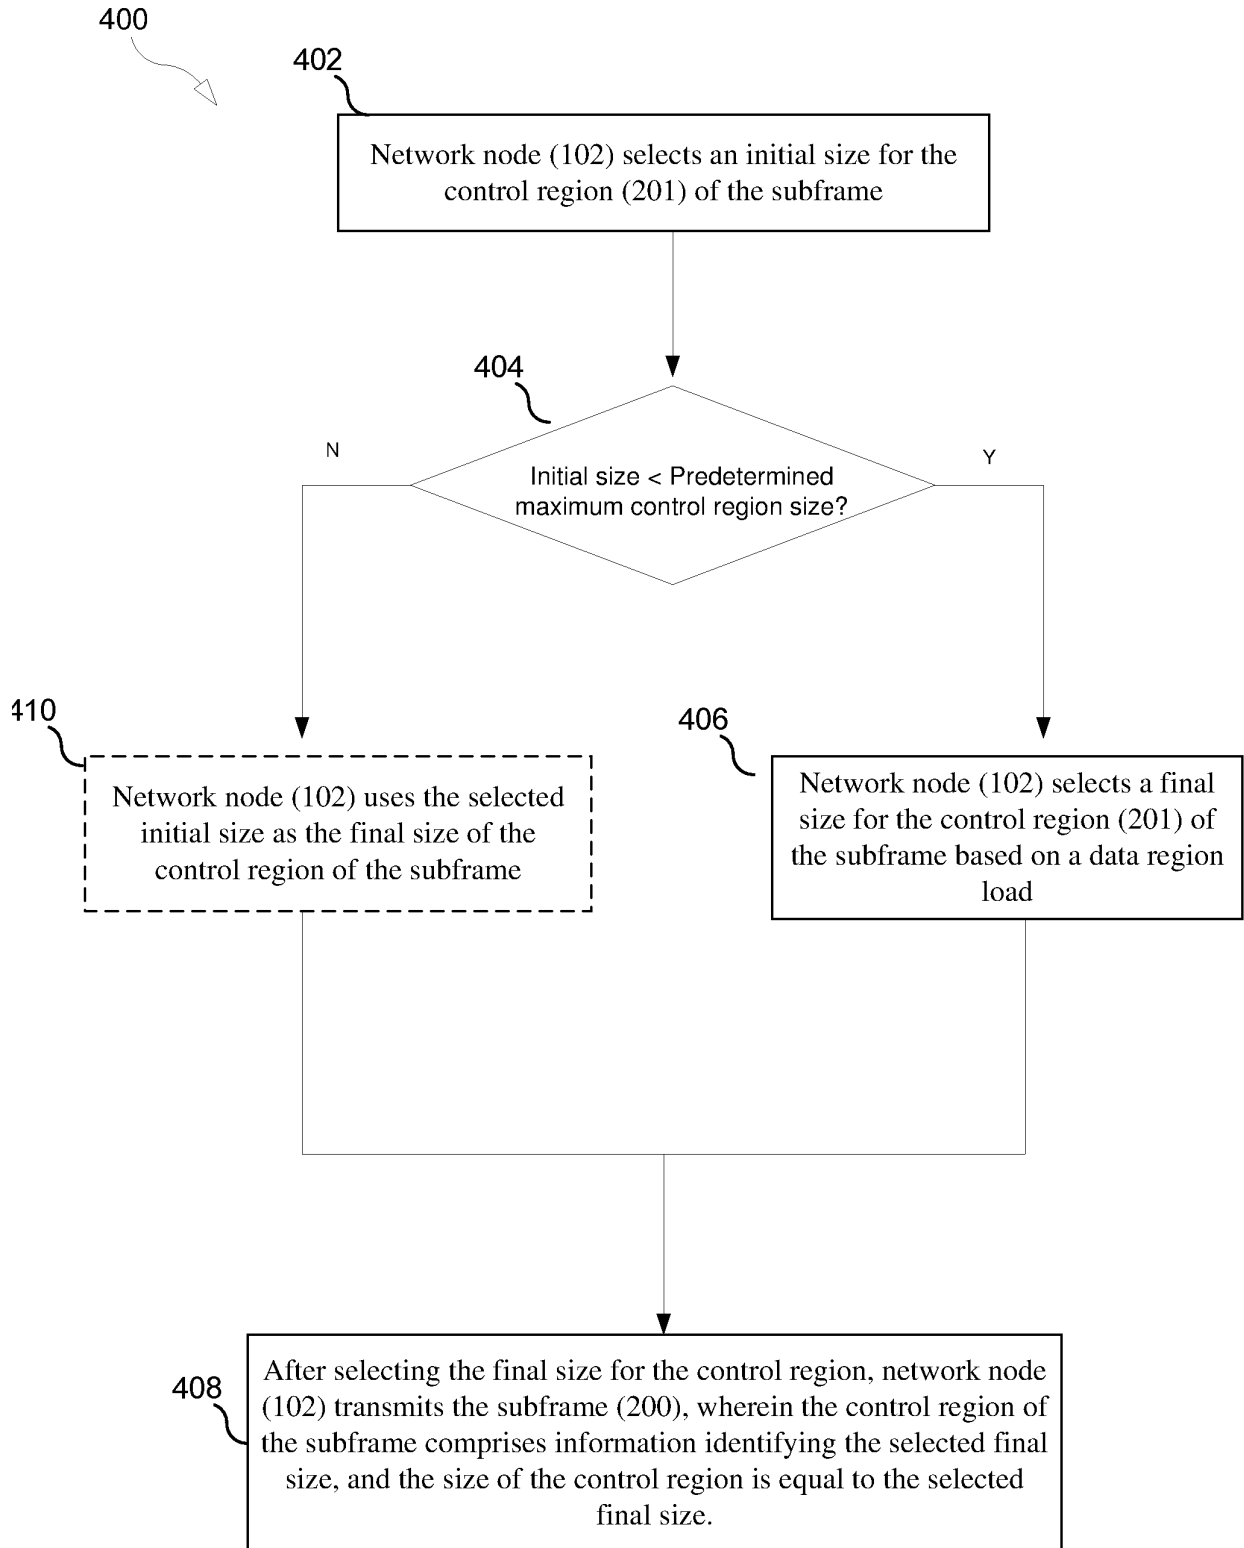 400
402
Network node (102) selects an initial size for the
control region (201) of the subframe
404
N
Y
Initial size < Predetermined
maximum control region size?
410
Network node (102) uses the selected
initial size as the final size of the
control region of the subframe
406
Network node (102) selects a final
size for the control region (201) of
the subframe based on a data region
load
408
After selecting the final size for the control region, network node
(102) transmits the subframe (200), wherein the control region of
the subframe comprises information identifying the selected final
size, and the size of the control region is equal to the selected
final size.